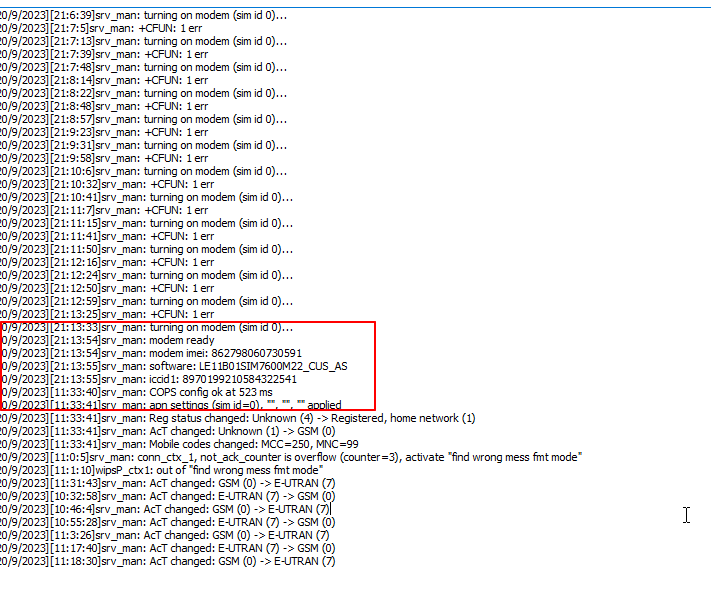 20/9/2023][21:6:39]srv_man: turning on modem (sim id 0)...
20/9/2023][21:7:5]srv_man: +CFUN: 1 err
20/9/2023][21:7:13]srv_man: turning on modem (sim id 0)...
20/9/2023][21:7:39]srv_man: +CFUN: 1 err
20/9/2023][21:7:48]srv_man: turning on modem (sim id 0)...
20/9/2023][21:8:14]srv_man: +CFUN: 1 err
20/9/2023][21:8:22]srv_man: turning on modem (sim id 0)...
20/9/2023][21:8:48]srv_man: +CFUN: 1 err
20/9/2023][21:8:57]srv_man: turning on modem (sim id 0)...
20/9/2023][21:9:23]srv_man: +CFUN: 1 err
20/9/2023][21:9:31]srv_man: turning on modem (sim id 0)...
20/9/2023][21:9:58]srv_man: +CFUN: 1 err
20/9/2023][21:10:6]srv_man: turning on modem (sim id 0)...
20/9/2023][21:10:32]srv_man: +CFUN: 1 err
20/9/2023][21:10:41]srv_man: turning on modem (sim id 0)...
20/9/2023][21:11:7]srv_man: +CFUN: 1 err
20/9/2023][21:11:15]srv_man: turning on modem (sim id 0)...
20/9/2023][21:11:41]srv_man: +CFUN: 1 err
20/9/2023][21:11:50]srv_man: turning on modem (sim id 0)...
20/9/2023][21:12:16]srv_man: +CFUN: 1 err
20/9/2023][21:12:24]srv_man: turning on modem (sim id 0)...
20/9/2023][21:12:50]srv_man: +CFUN: 1 err
20/9/2023][21:12:59]srv_man: turning on modem (sim id 0)...
20/9/2023][21:13:25]srv_man: +CFUN: 1 err
20/9/2023][21:13:33]srv_man: turning on modem (sim id 0)...
20/9/2023][21:13:54]srv_man: modem ready
20/9/2023][21:13:54]srv_man: modem imei: 862798060730591
20/9/2023][21:13:55]srv_man: software: LE11B01SIM7600M22_CUS_AS
20/9/2023][21:13:55]srv_man: iccid1: 8970199210584322541
20/9/2023][11:33:40]srv_man: COPS config ok at 523 ms
20/9/2023][11:33:41]srv_man: apn settings (sim id=0), "", "", "" applied
20/9/2023][11:33:41]srv_man: Reg status changed: Unknown (4) -> Registered, home network (1)
20/9/2023][11:33:41]srv_man: AcT changed: Unknown (1) -> GSM (0)
20/9/2023][11:33:41]srv_man: Mobile codes changed: MCC=250, MNC=99
20/9/2023][11:0:5]srv_man: conn_ctx_1, not_ack_counter is overflow (counter=3), activate "find wrong mess fmt mode"
20/9/2023][11:1:10]wipsP_ctx1: out of "find wrong mess fmt mode"
20/9/2023][11:31:43]srv_man: AcT changed: GSM (0) -> E-UTRAN (7)
20/9/2023][10:32:58]srv_man: AcT changed: E-UTRAN (7) -> GSM (0)
20/9/2023][10:46:4]srv_man: AcT changed: GSM (0) -> E-UTRAN (7)
20/9/2023][10:55:28]srv_man: AcT changed: E-UTRAN (7) -> GSM (0)
20/9/2023][11:3:26]srv_man: AcT changed: GSM (0) -> E-UTRAN (7)
20/9/2023][11:17:40]srv_man: AcT changed: E-UTRAN (7) -> GSM (0)
20/9/2023][11:18:30]srv_man: AcT changed: GSM (0) -> E-UTRAN (7)